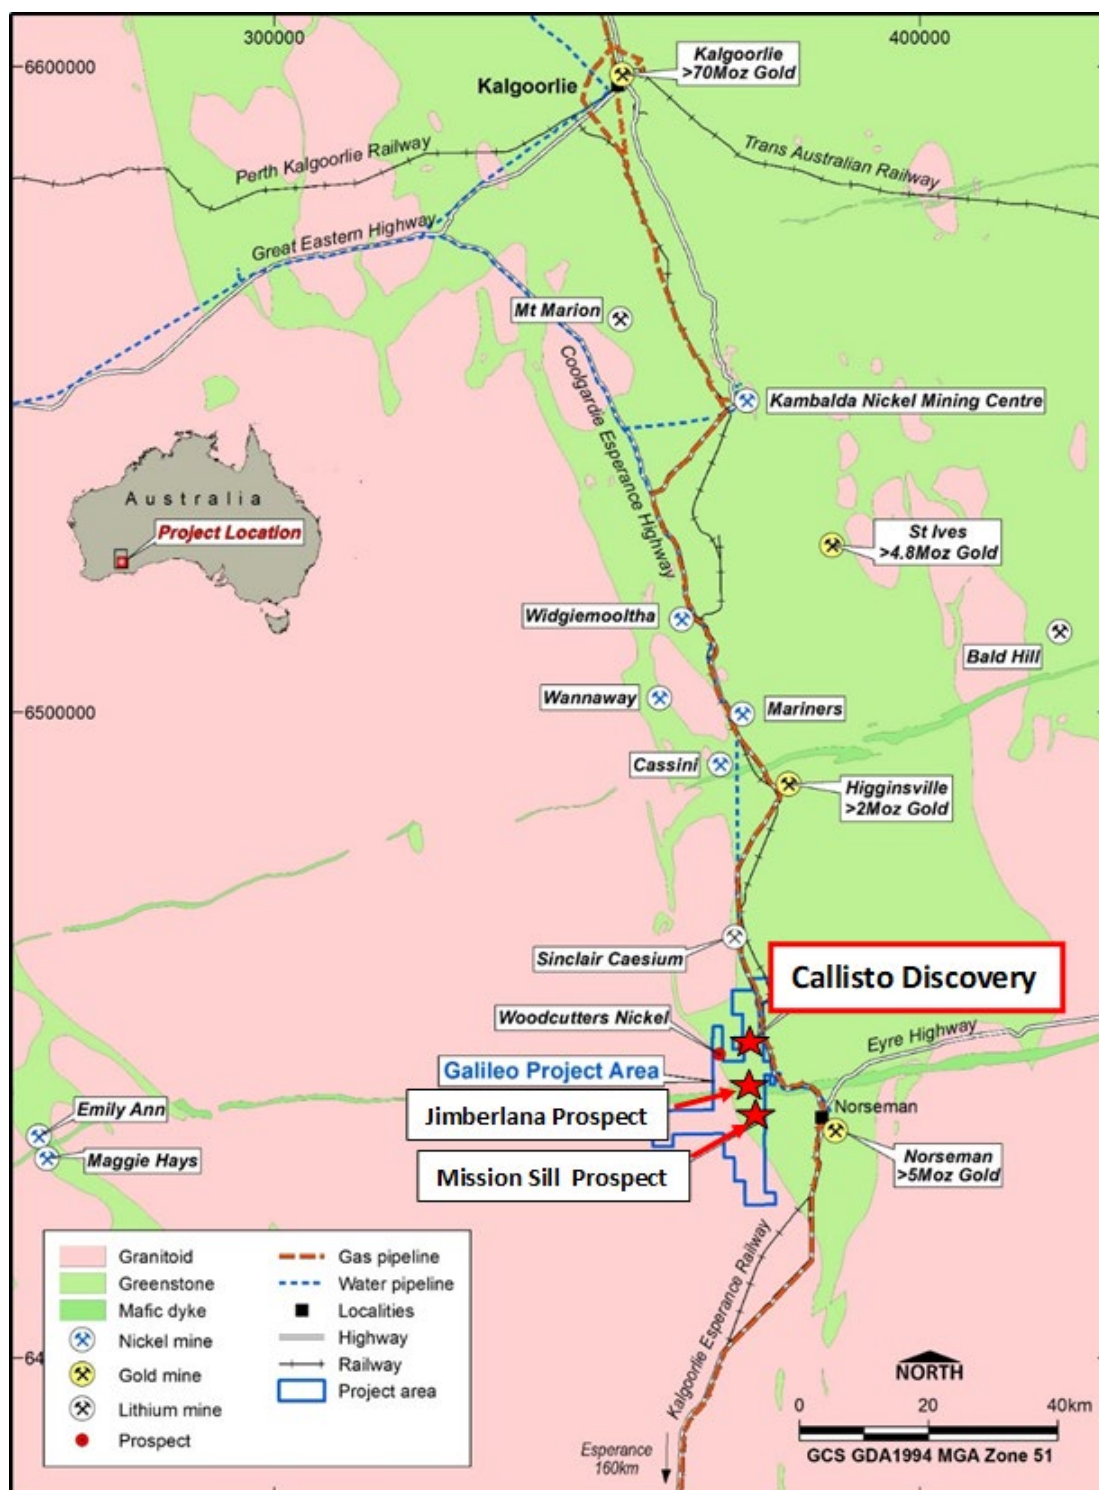 300000
400000
6600000
Kalgoorlie
Kalgoorlie
>70Moz Gold
Perth Kalgoorlie Railway
Trans Australian Railway
Great Eastern Highway
Mt Marion
Coolgardie Esperance Highway
Kambalda Nickel Mining Centre
Australia
Project Location
St Ives
>4.8Moz Gold
Widgiemooltha
Bald Hill
Wannaway
6500000
Mariners
Cassini
Higginsville
>2Moz Gold
Sinclair Caesium
Callisto Discovery
Woodcutters Nickel
Eyre Highway
Galileo Project Area
Emily Ann
Jimberlana Prospect
Norseman
Maggie Hays
Mission Sill Prospect
Norseman
>5Moz Gold
Granitoid
Greenstone
Mafic dyke
Nickel mine
Gold mine
Lithium mine
Prospect
Gas pipeline
Water pipeline
Localities
Highway
Railway
Project area
64
Kalgoorlie Esperance Railway
Esperance
160km
NORTH
0 20 40km
GCS GDA1994 MGA Zone 51